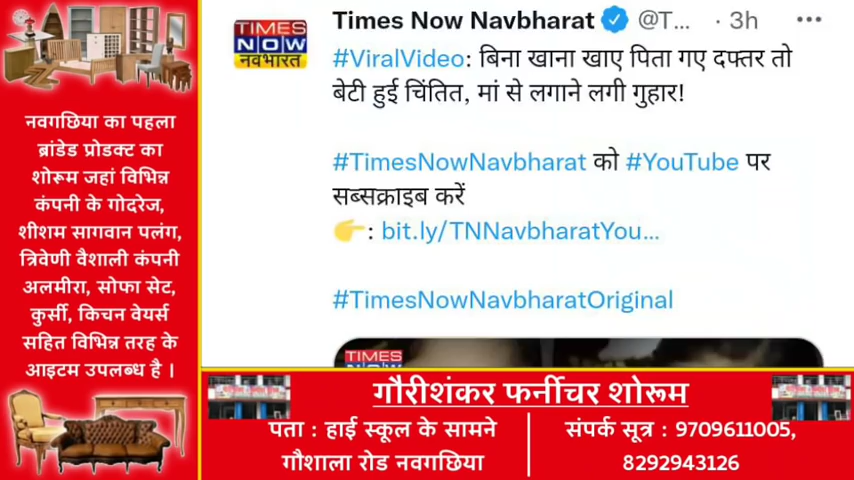 नवगछिया का पहला
ब्रांडेड प्रोडक्ट का
शोरूम जहां विभिन्न
कंपनी के गोदरेज,
शीशम सागवान पलंग,
त्रिवेणी वैशाली कंपनी
अलमीरा, सोफा सेट,
कुर्सी, किचन वेयर्स
सहित विभिन्न तरह के
आइटम उपलब्ध है ।
TIMES
NOW
नवभारत
Times Now Navbharat @T... · 3h
#ViralVideo: बिना खाना खाए पिता गए दफ्तर तो
बेटी हुई चिंतित, मां से लगाने लगी गुहार!
#TimesNowNavbharat को #YouTube पर
सब्सक्राइब करें
👉: bit.ly/TNNavbharatYou...
#TimesNowNavbharatOriginal
TIMES
गौरीशंकर फर्नीचर शोरूम
पता : हाई स्कूल के सामने
गौशाला रोड नवगछिया
संपर्क सूत्र : 9709611005,
8292943126